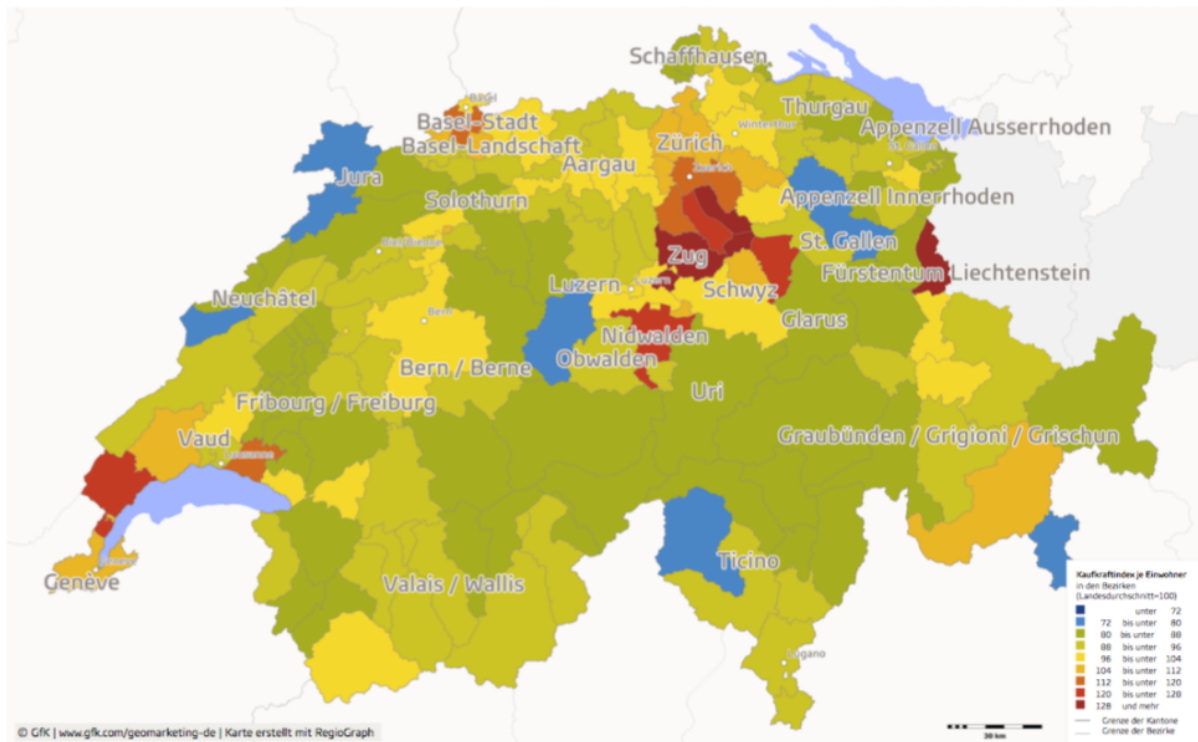 Schaffhausen
Basel
Basel-Stadt
Thurgau
Winterthur
Appenzell Ausserrhoden
Basel-Landschaft
Zürich
St. Gallen
Aargau
Zuerich
Jura
Solothurn
Appenzell Innerrhoden
Biel/Bienne
St. Gallen
Zug
Fürstentum Liechtenstein
Luzern
Luzern
Schwyz
Neuchâtel
Bern
Glarus
Nidwalden
Obwalden
Bern / Berne
Uri
Fribourg / Freiburg
Vaud
Lausanne
Graubünden / Grigioni / Grischun
Ticino
Genève
Genève
Valais / Wallis
Lugano
Kaufkraftindex je Einwohner
in den Bezirken
(Landesdurchschnitt=100)
unter 72
72 bis unter 80
80 bis unter 88
88 bis unter 96
96 bis unter 104
104 bis unter 112
112 bis unter 120
120 bis unter 128
128 und mehr
Grenze der Kantone
Grenze der Bezirke
30 km
© GfK | www.gfk.com/geomarketing-de | Karte erstellt mit RegioGraph